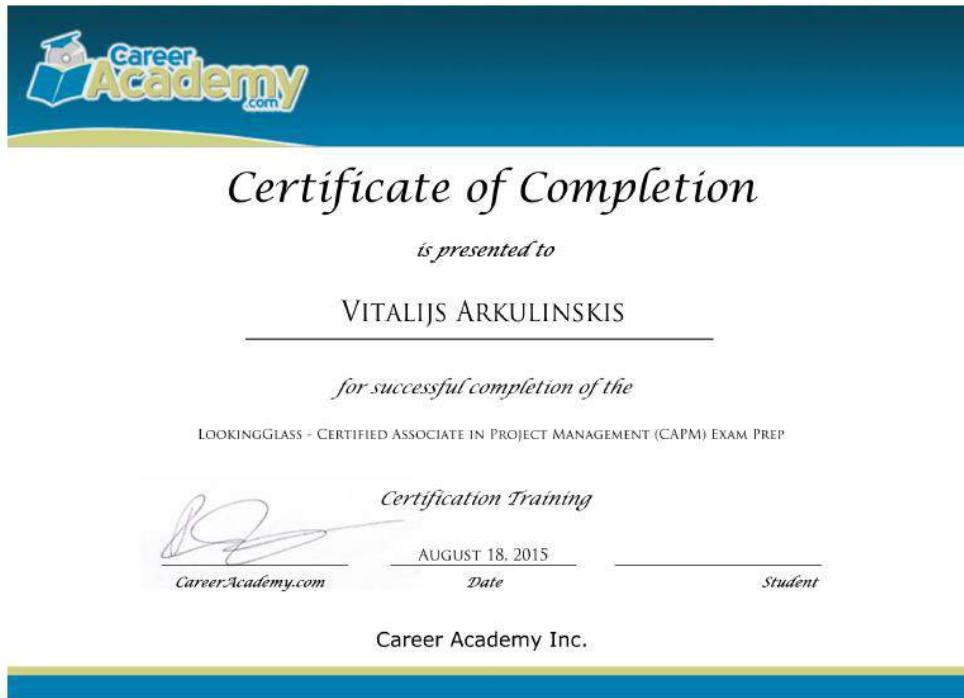 Career
Academy
.com
Certificate of Completion
is presented to
VITALIJS ARKULINSKIS
for successful completion of the
LOOKINGGLASS - CERTIFIED ASSOCIATE IN PROJECT MANAGEMENT (CAPM) EXAM PREP
Certification Training
AUGUST 18, 2015
CareerAcademy.com Date Student
Career Academy Inc.